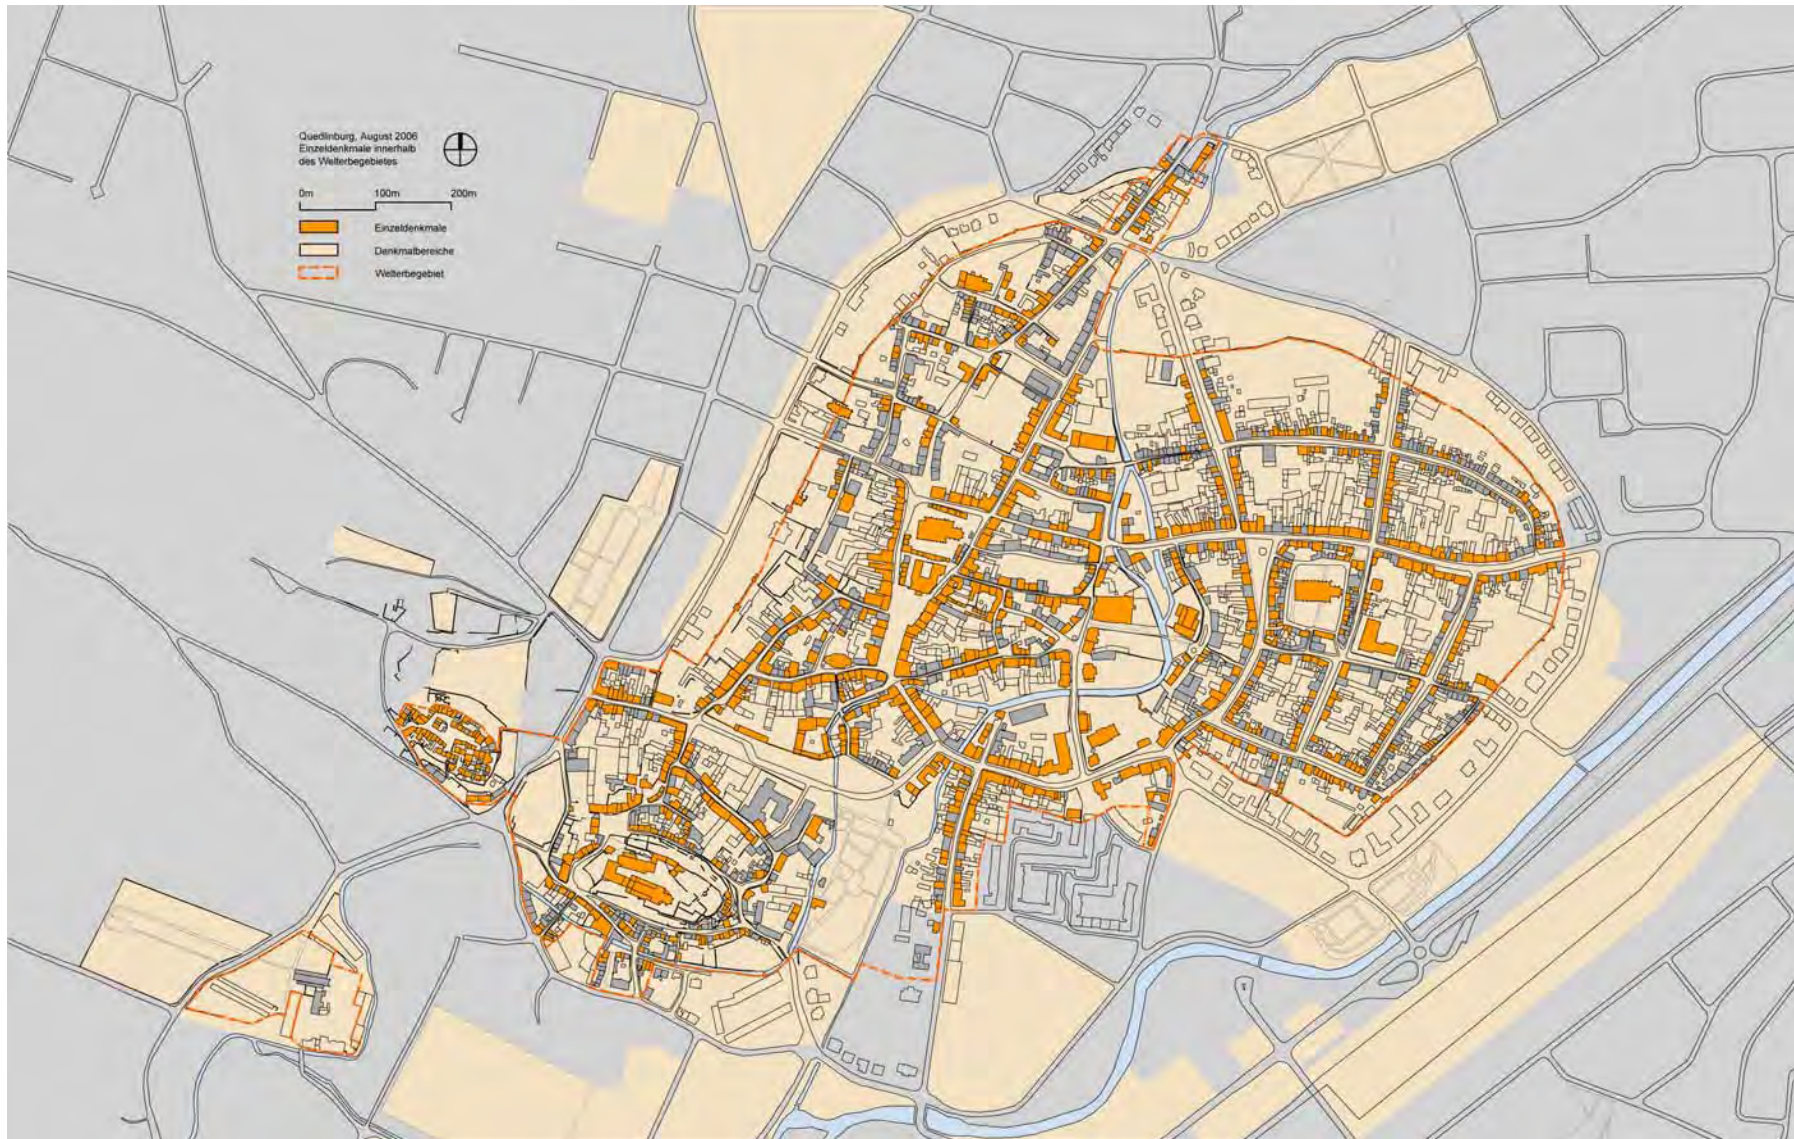 Quedlinburg, August 2006
Einzeldenkmale innerhalb
des Welterbegebietes
0m 100m 200m
Einzeldenkmale
Denkmalbereiche
Welterbegebiet